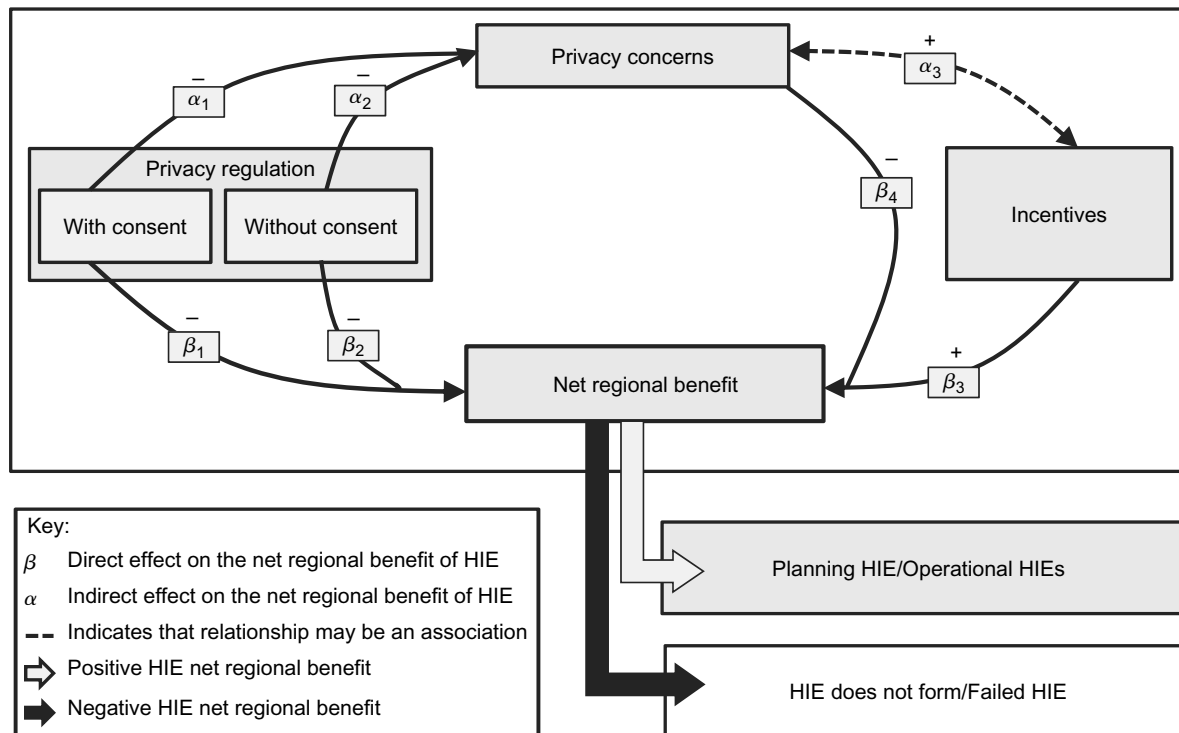 Privacy concerns
+
α3
−
α1
−
α2
Privacy regulation
With consent
Without consent
−
β4
Incentives
−
β1
−
β2
Net regional benefit
+
β3
Key:
β Direct effect on the net regional benefit of HIE
α Indirect effect on the net regional benefit of HIE
Indicates that relationship may be an association
Positive HIE net regional benefit
Negative HIE net regional benefit
Planning HIE/Operational HIEs
HIE does not form/Failed HIE